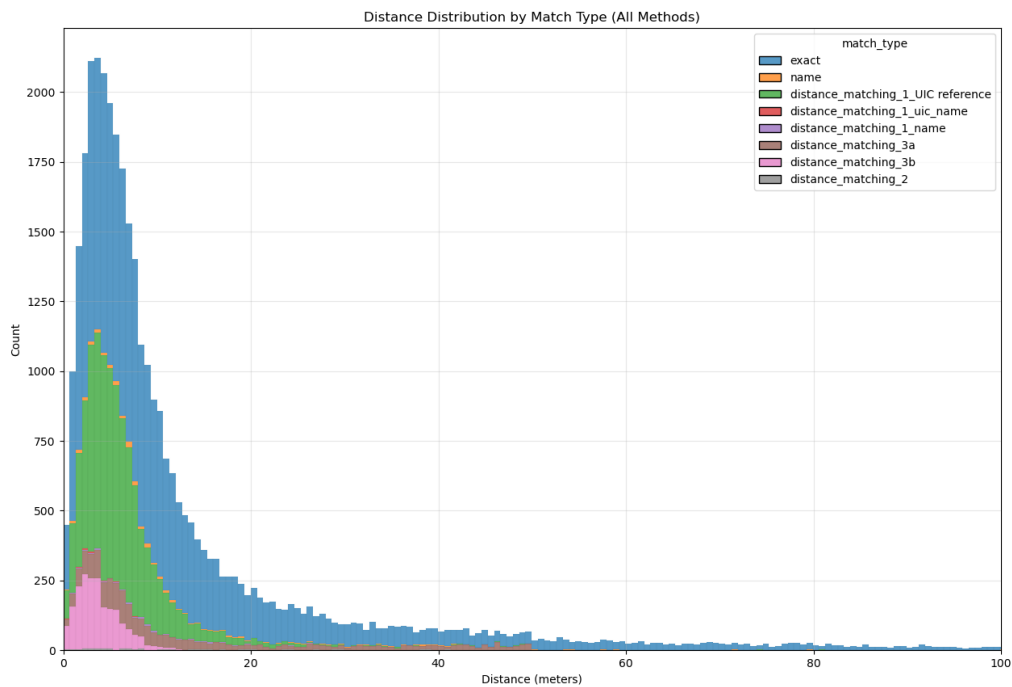 Distance Distribution by Match Type (All Methods)
match_type
exact
name
distance_matching_1_UIC reference
distance_matching_1_uic_name
distance_matching_1_name
distance_matching_3a
distance_matching_3b
distance_matching_2
Count
2000
1750
1500
1250
1000
750
500
250
0
0 20 40 60 80 100
Distance (meters)